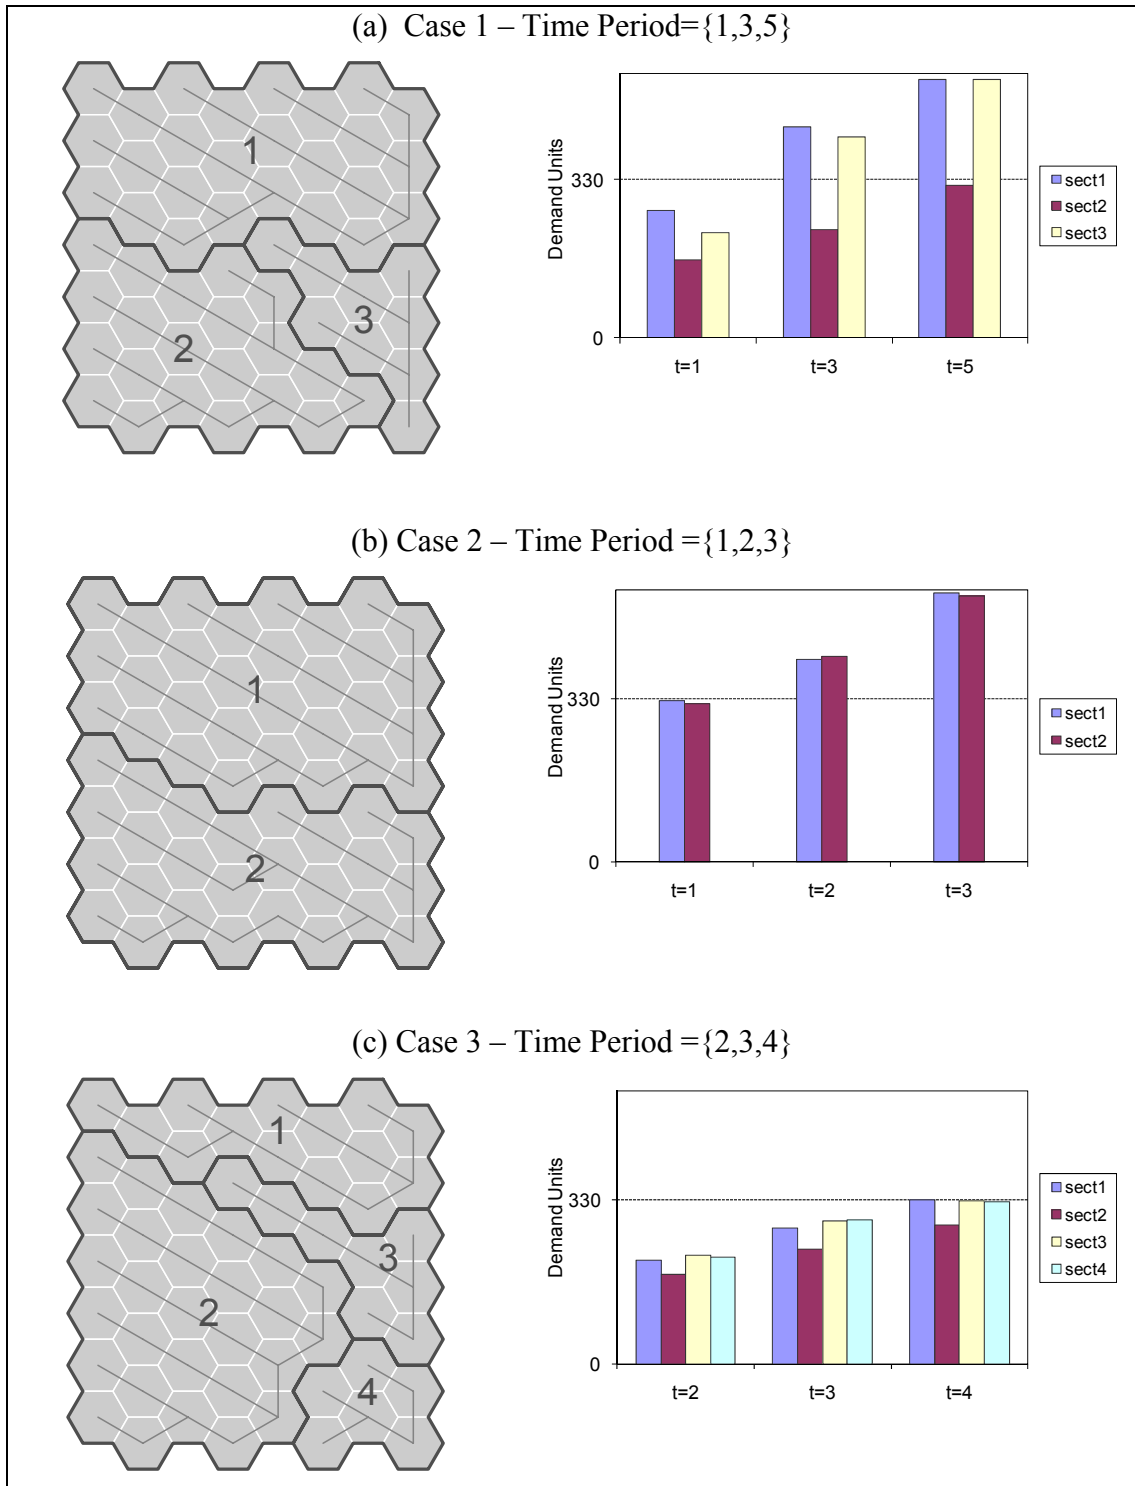 (a) Case 1 – Time Period={1,3,5}
1
2
3
Demand Units
330
0
t=1
t=3
t=5
sect1
sect2
sect3
(b) Case 2 – Time Period ={1,2,3}
1
2
Demand Units
330
0
t=1
t=2
t=3
sect1
sect2
(c) Case 3 – Time Period ={2,3,4}
1
2
3
4
Demand Units
330
0
t=2
t=3
t=4
sect1
sect2
sect3
sect4